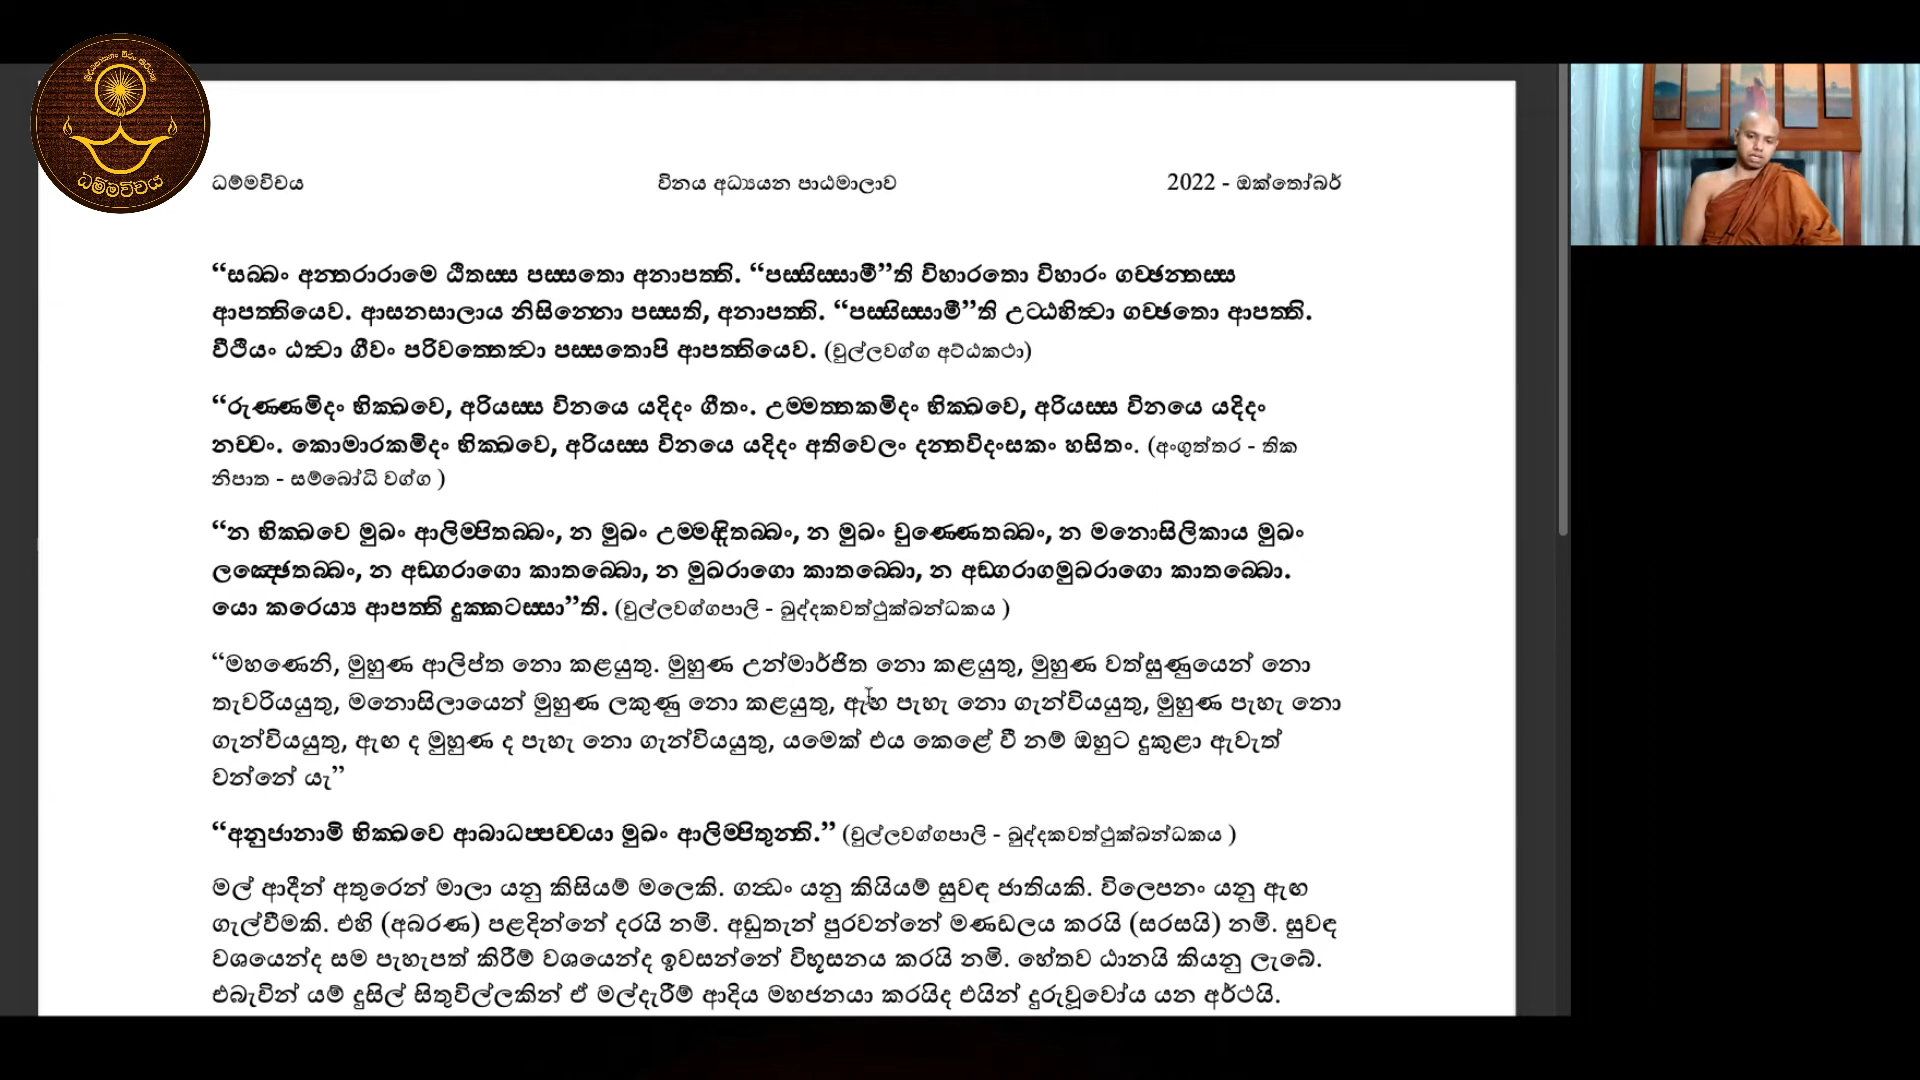 ධම්මවිචය
ධම්මවිචය
විනය අධ්‍යයන පාඨමාලාව
2022 - ඔක්තෝබර්
“සබ්බං අන්තරාරාමෙ ඨිතස්ස පස්සතො අනාපත්ති. “පස්සිස්සාමී”ති විහාරතො විහාරං ගච්ඡන්තස්ස
ආපත්තියෙව. ආසනසාලාය නිසින්නො පස්සති, අනාපත්ති. “පස්සිස්සාමී”ති උට්ඨහිත්වා ගච්ඡතො ආපත්ති.
වීථියං ඨත්වා ගීවං පරිවත්තෙත්වා පස්සතොපි ආපත්තියෙව. (චුල්ලවග්ග අට්ඨකථා)
“රුණ්ණමිදං භික්ඛවෙ, අරියස්ස විනයෙ යදිදං ගීතං. උම්මත්තකමිදං භික්ඛවෙ, අරියස්ස විනයෙ යදිදං
නච්චං. කොමාරකමිදං භික්ඛවෙ, අරියස්ස විනයෙ යදිදං අතිවෙලං දන්තවිදංසකං හසිතං. (අංගුත්තර - තික
නිපාත - සම්බෝධි වග්ග )
“න භික්ඛවෙ මුඛං ආලිම්පිතබ්බං, න මුඛං උම්මද්දිතබ්බං, න මුඛං චුණ්ණෙතබ්බං, න මනොසිලිකාය මුඛං
ලඤ්ඡෙතබ්බං, න අඞ්ගරාගො කාතබ්බො, න මුඛරාගො කාතබ්බො, න අඞ්ගරාගමුඛරාගො කාතබ්බො.
යො කරෙය්‍ය ආපත්ති දුක්කටස්සා”ති. (චුල්ලවග්ගපාලි - ඛුද්දකවත්ථුක්ඛන්ධකය )
“මහණෙනි, මුහුණ ආලිප්ත නො කළයුතු. මුහුණ උන්මාර්ජිත නො කළයුතු, මුහුණ වත්සුණුයෙන් නො
තැවරියයුතු, මනොසිලායෙන් මුහුණ ලකුණු නො කළයුතු, ඇඟ පැහැ නො ගැන්වියයුතු, මුහුණ පැහැ නො
ගැන්වියයුතු, ඇඟ ද මුහුණ ද පැහැ නො ගැන්වියයුතු, යමෙක් එය කෙළේ වී නම් ඔහුට දුකුළා ඇවැත්
වන්නේ යැ”
“අනුජානාමි භික්ඛවෙ ආබාධප්පච්චයා මුඛං ආලිම්පිතුන්ති.” (චුල්ලවග්ගපාලි - ඛුද්දකවත්ථුක්ඛන්ධකය )
මල් ආදීන් අතුරෙන් මාලා යනු කිසියම් මලෙකි. ගන්ධං යනු කියියම් සුවඳ ජාතියකි. විලෙපනං යනු ඇඟ
ගැල්වීමකි. එහි (අබරණ) පළදින්නේ දරයි නමි. අඩුතැන් පුරවන්නේ මණ්ඩලය කරයි (සරසයි) නමි. සුවඳ
වශයෙන්ද සම පැහැපත් කිරීම් වශයෙන්ද ඉවසන්නේ විභූසනය කරයි නමි. හේතව ඨානයි කියනු ලැබේ.
එබැවින් යම් දුසිල් සිතුවිල්ලකින් ඒ මල්දැරීම් ආදිය මහජනයා කරයිද එයින් දුරුවූවෝය යන අර්ථයි.